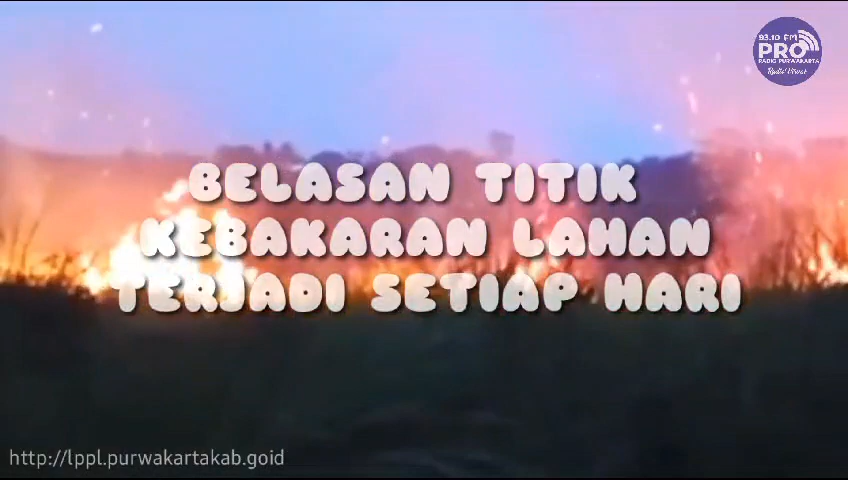 93.10 FM
PRO
RADIO PURWAKARTA
BELASAN TITIK
KEBAKARAN LAHAN
TERJADI SETIAP HARI
http://lppl.purwakartakab.goid